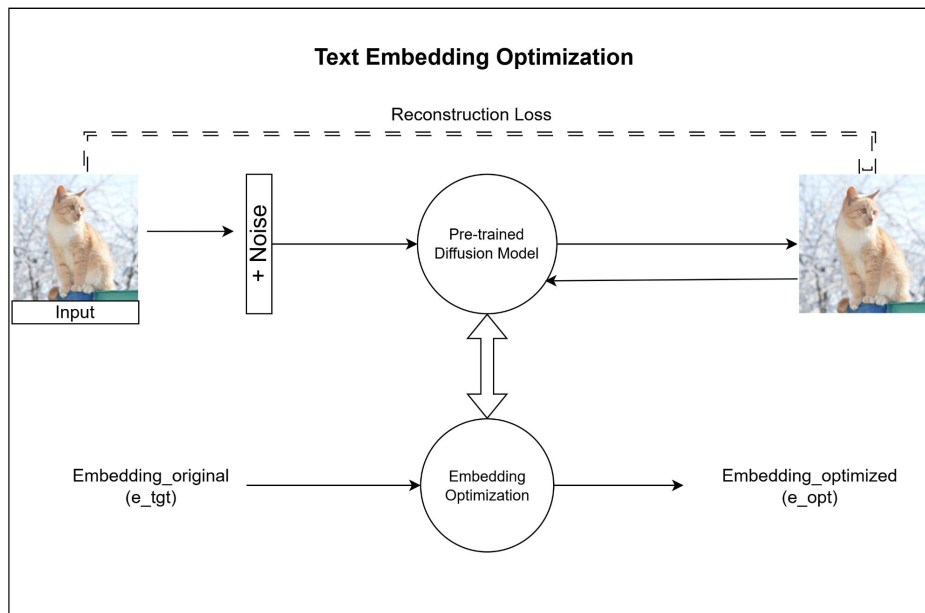 Text Embedding Optimization
Reconstruction Loss
+ Noise
Pre-trained
Diffusion Model
Input
Embedding_original
(e_tgt)
Embedding
Optimization
Embedding_optimized
(e_opt)